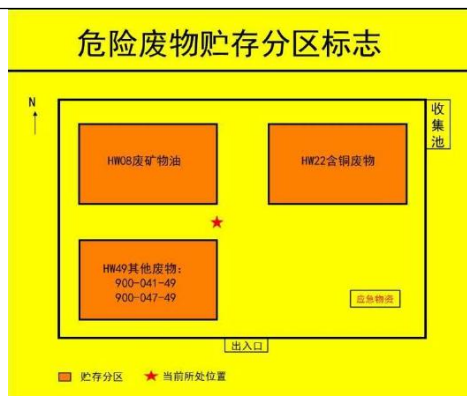 危险废物贮存分区标志
N
收
集
池
HW08废矿物油
HW22含铜废物
HW49其他废物:
900-041-49
900-047-49
应急物资
出入口
贮存分区
当前所处位置